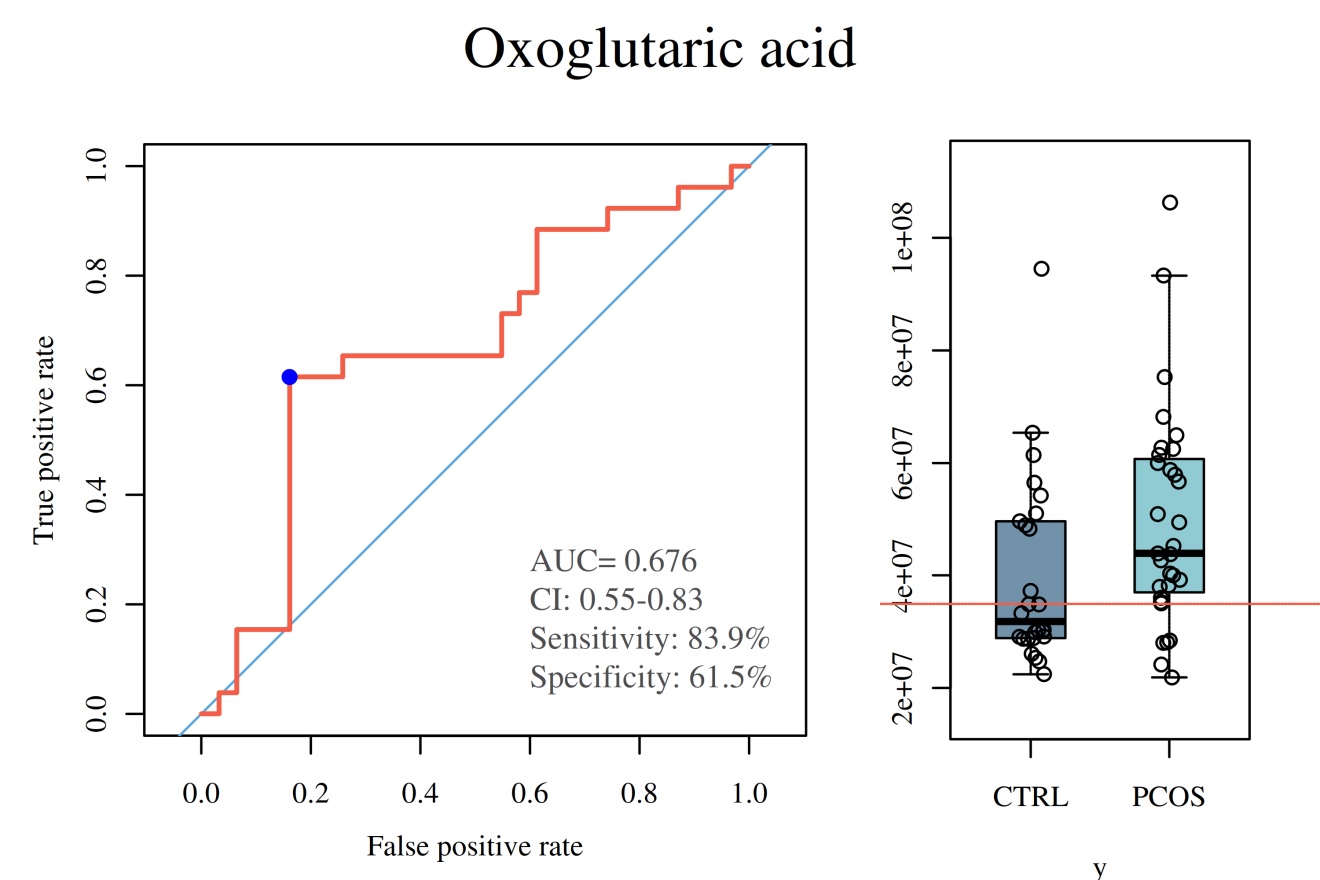 Oxoglutaric acid
True positive rate
1.0
0.8
0.6
0.4
0.2
0.0
AUC= 0.676
CI: 0.55-0.83
Sensitivity: 83.9%
Specificity: 61.5%
0.0 0.2 0.4 0.6 0.8 1.0
False positive rate
1e+08
8e+07
6e+07
4e+07
2e+07
CTRL PCOS
y